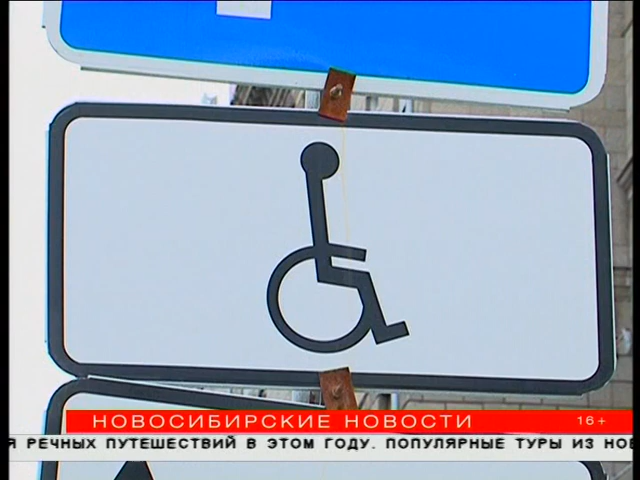 НОВОСИБИРСКИЕ НОВОСТИ 16+
РЕЧНЫХ ПУТЕШЕСТВИЙ В ЭТОМ ГОДУ. ПОПУЛЯРНЫЕ ТУРЫ ИЗ